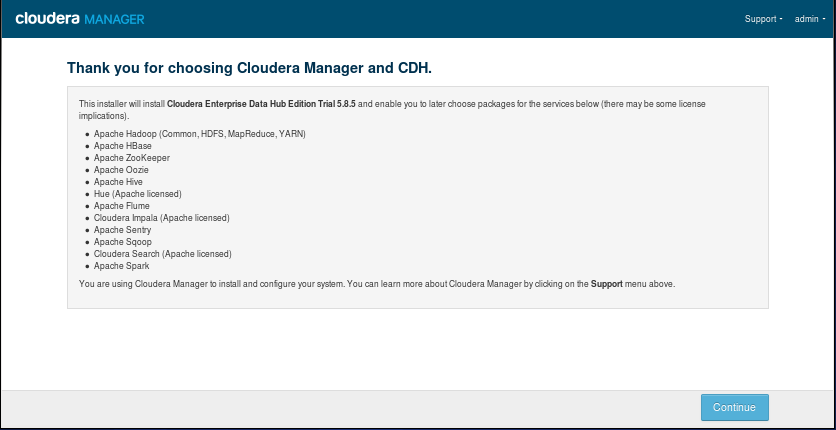 cloudera MANAGER
Support admin
Thank you for choosing Cloudera Manager and CDH.
This installer will install Cloudera Enterprise Data Hub Edition Trial 5.8.5 and enable you to later choose packages for the services below (there may be some license
implications).
• Apache Hadoop (Common, HDFS, MapReduce, YARN)
• Apache HBase
• Apache ZooKeeper
• Apache Oozie
• Apache Hive
• Hue (Apache licensed)
• Apache Flume
• Cloudera Impala (Apache licensed)
• Apache Sentry
• Apache Sqoop
• Cloudera Search (Apache licensed)
• Apache Spark
You are using Cloudera Manager to install and configure your system. You can learn more about Cloudera Manager by clicking on the Support menu above.
Continue